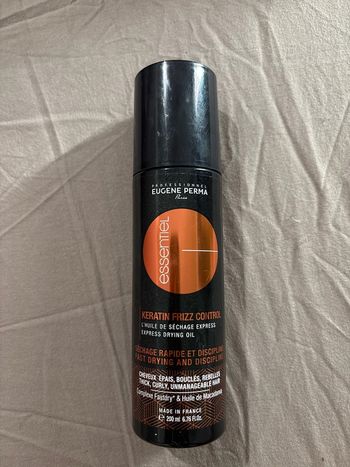 PROFESSIONNEL
EUGENE PERMA
Paris
essentiel
KERATIN FRIZZ CONTROL
L'HUILE DE SÉCHAGE EXPRESS
EXPRESS DRYING OIL
SÉCHAGE RAPIDE ET DISCIPLINE
FAST DRYING AND DISCIPLINE
CHEVEUX ÉPAIS, BOUCLÉS, REBELLES
THICK, CURLY, UNMANAGEABLE HAIR
Complexe Fastdry* & Huile de Macadamia
MADE IN FRANCE
e 200 ml 6.76 Fl.Oz.